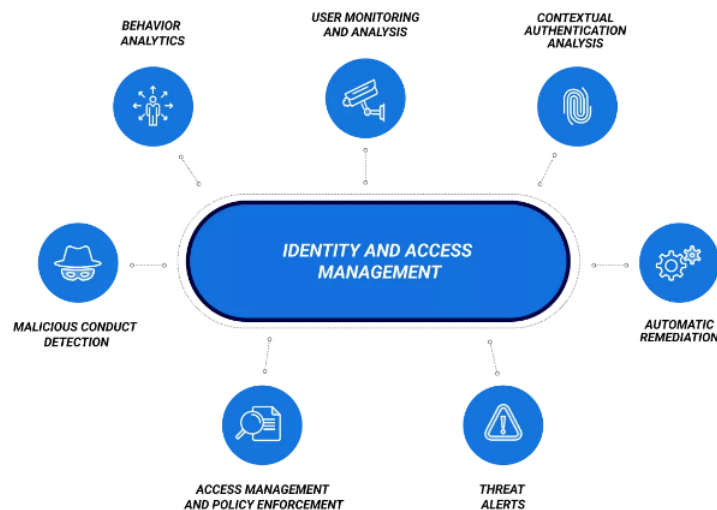 BEHAVIOR
ANALYTICS
USER MONITORING
AND ANALYSIS
CONTEXTUAL
AUTHENTICATION
ANALYSIS
IDENTITY AND ACCESS
MANAGEMENT
MALICIOUS CONDUCT
DETECTION
AUTOMATIC
REMEDIATION
ACCESS MANAGEMENT
AND POLICY ENFORCEMENT
THREAT
ALERTS